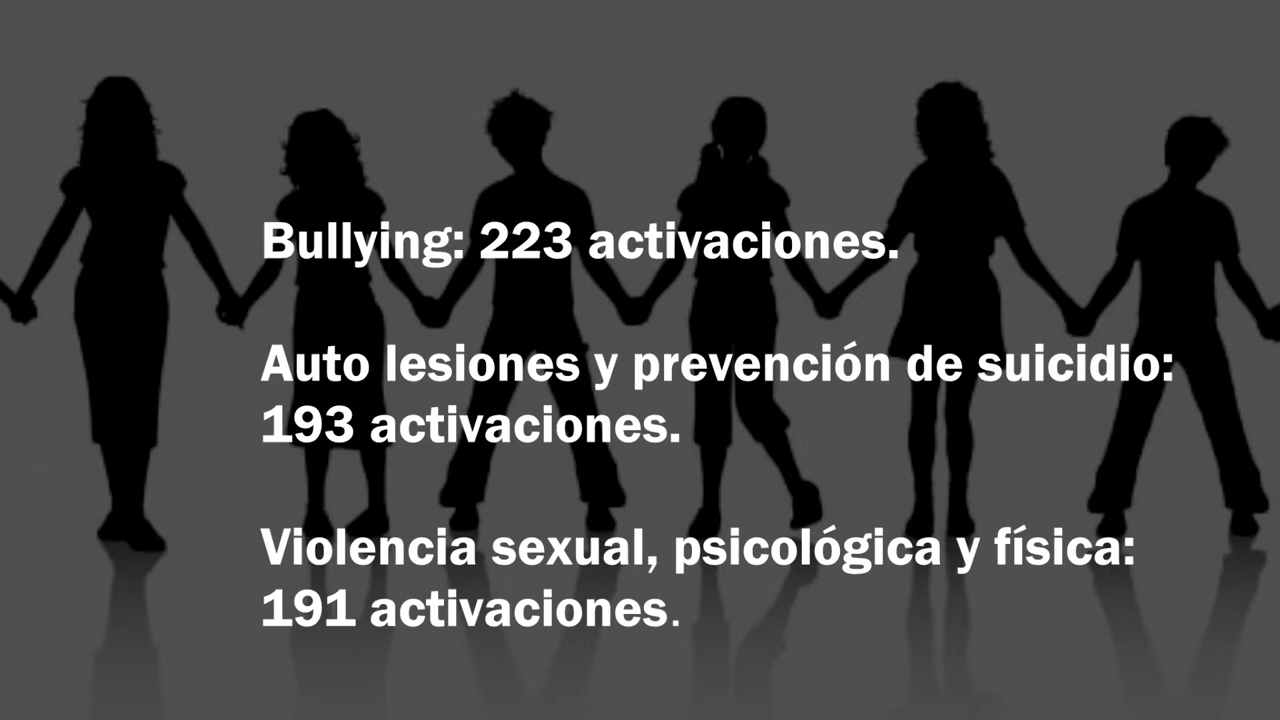 Bullying: 223 activaciones.
Auto lesiones y prevención de suicidio:
193 activaciones.
Violencia sexual, psicológica y física:
191 activaciones.